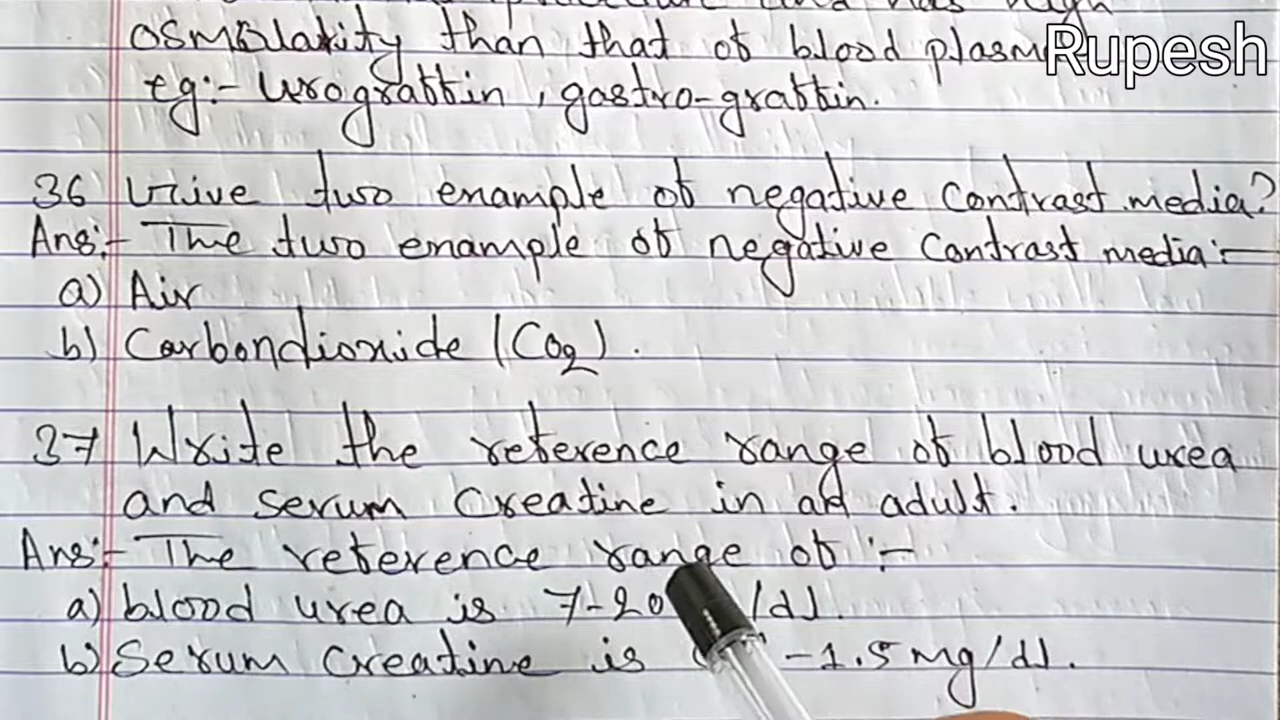 osmolarity than that of blood plasm
Rupesh
eg:- Urograffin, gastro-graffin.
36 Give two example of negative Contrast media?
Ans:- The two example of negative Contrast media:-
a) Air
b) Carbondioxide (CO2).
37 Write the reference range of blood urea
and serum Creatine in an adult.
Ans:- The reference range of :-
a) blood urea is 7-20 /dl.
b) Serum Creatine is -1.5 mg/dl.